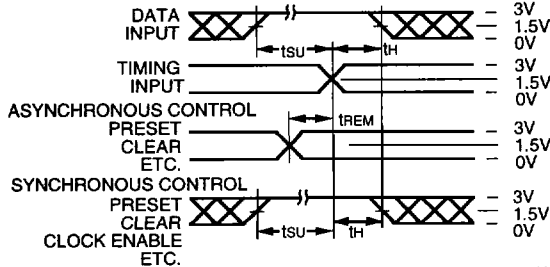 DATA INPUT
3V
1.5V
0V
tSU
tH
TIMING INPUT
3V
1.5V
0V
ASYNCHRONOUS CONTROL
tREM
PRESET
CLEAR
ETC.
3V
1.5V
0V
SYNCHRONOUS CONTROL
PRESET
CLEAR
CLOCK ENABLE
ETC.
tSU
tH
3V
1.5V
0V